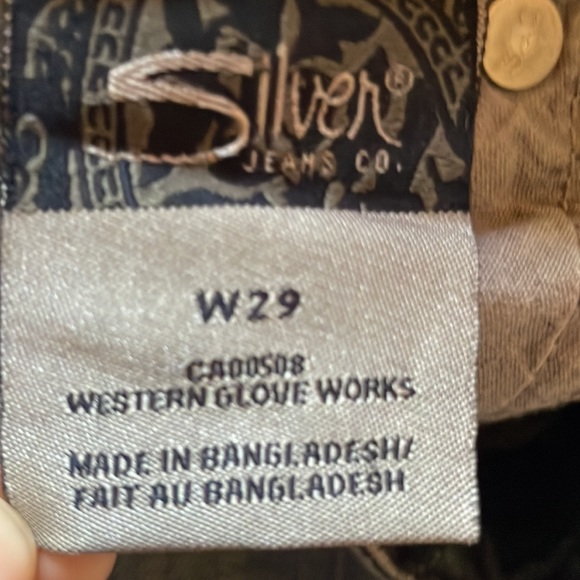 Silver®
JEANS CO.
W29
CA00508
WESTERN GLOVE WORKS
MADE IN BANGLADESH/
FAIT AU BANGLADESH